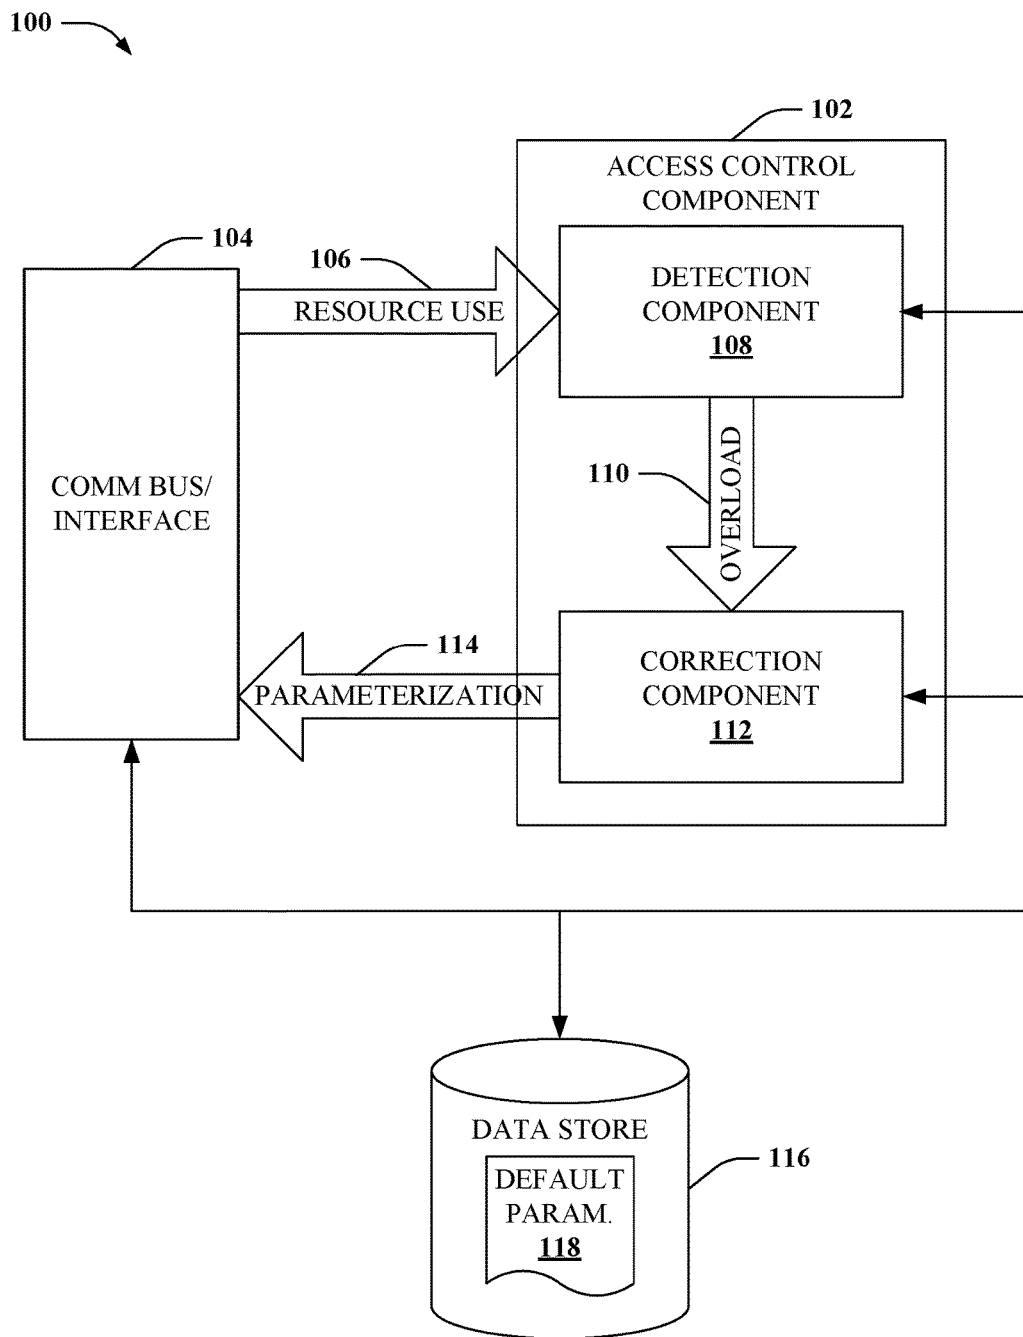 100
102
ACCESS CONTROL
COMPONENT
104
106
RESOURCE USE
DETECTION
COMPONENT
108
COMM BUS/
INTERFACE
110
OVERLOAD
114
PARAMETERIZATION
CORRECTION
COMPONENT
112
DATA STORE
116
DEFAULT
PARAM.
118